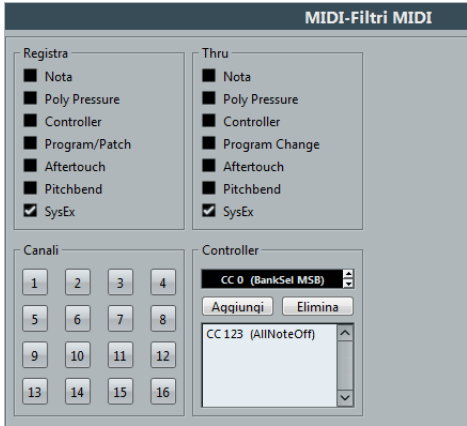 MIDI-Filtri MIDI
Registra
Nota
Poly Pressure
Controller
Program/Patch
Aftertouch
Pitchbend
SysEx
Thru
Nota
Poly Pressure
Controller
Program Change
Aftertouch
Pitchbend
SysEx
Canali
1 2 3 4
5 6 7 8
9 10 11 12
13 14 15 16
Controller
CC 0 (BankSel MSB)
Aggiungi Elimina
CC 123 (AllNoteOff)